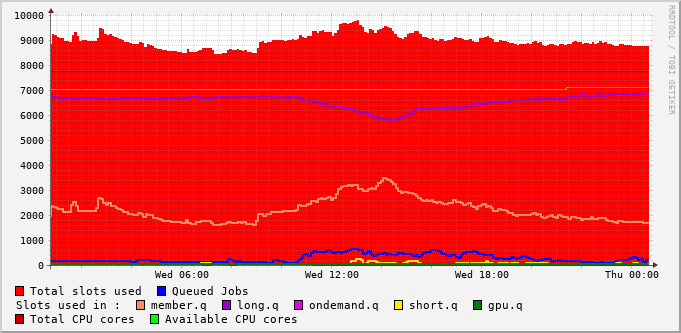 10000
9000
8000
7000
6000
5000
4000
3000
2000
1000
0
Wed 06:00 Wed 12:00 Wed 18:00 Thu 00:00
Total slots used Queued Jobs
Slots used in : member.q long.q ondemand.q short.q gpu.q
Total CPU cores Available CPU cores
RRDTOOL / TOBI OETIKER